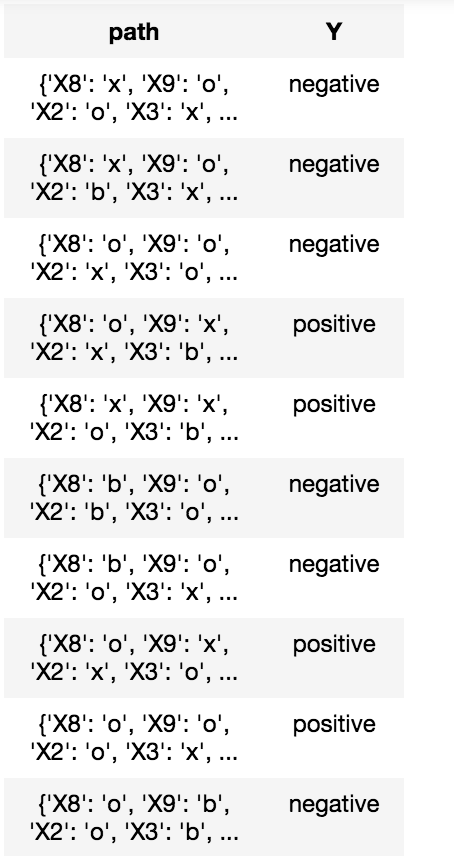 path Y
{'X8': 'x', 'X9': 'o', negative
'X2': 'o', 'X3': 'x', ...
{'X8': 'x', 'X9': 'o', negative
'X2': 'b', 'X3': 'x', ...
{'X8': 'o', 'X9': 'o', negative
'X2': 'x', 'X3': 'o', ...
{'X8': 'o', 'X9': 'x', positive
'X2': 'x', 'X3': 'b', ...
{'X8': 'x', 'X9': 'x', positive
'X2': 'o', 'X3': 'b', ...
{'X8': 'b', 'X9': 'o', negative
'X2': 'b', 'X3': 'o', ...
{'X8': 'b', 'X9': 'o', negative
'X2': 'o', 'X3': 'x', ...
{'X8': 'o', 'X9': 'x', positive
'X2': 'x', 'X3': 'o', ...
{'X8': 'o', 'X9': 'o', positive
'X2': 'o', 'X3': 'x', ...
{'X8': 'o', 'X9': 'b', negative
'X2': 'o', 'X3': 'b', ...